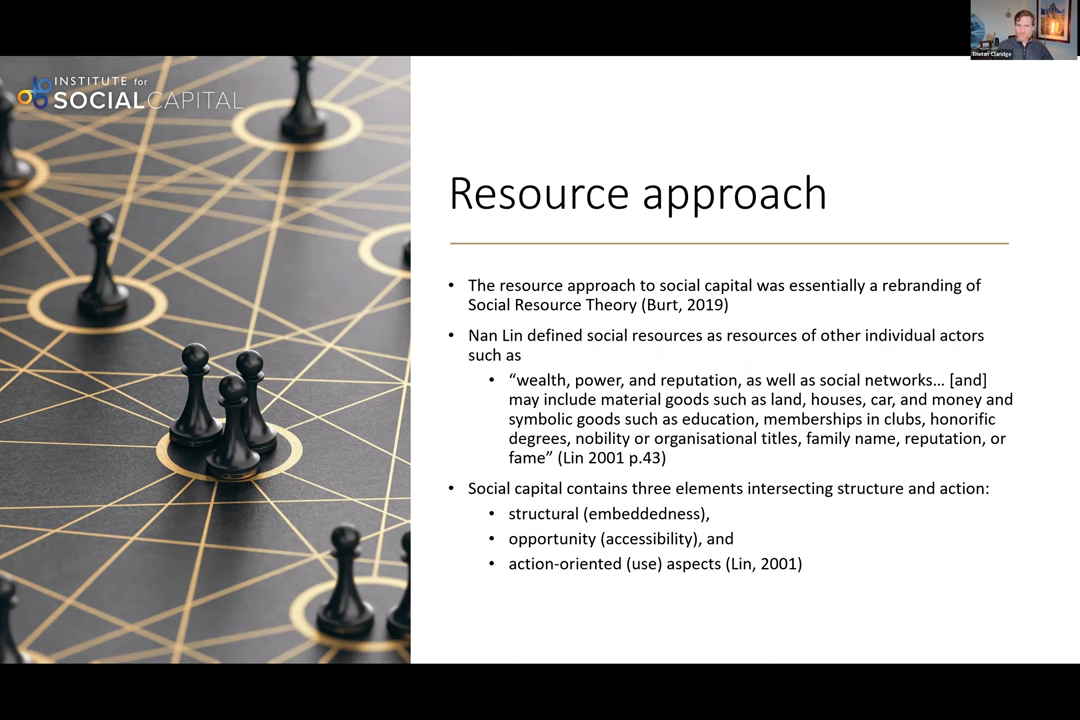 Tristan Claridge
INSTITUTE for
SOCIALCAPITAL
Resource approach
• The resource approach to social capital was essentially a rebranding of
Social Resource Theory (Burt, 2019)
• Nan Lin defined social resources as resources of other individual actors
such as
• “wealth, power, and reputation, as well as social networks… [and]
may include material goods such as land, houses, car, and money and
symbolic goods such as education, memberships in clubs, honorific
degrees, nobility or organisational titles, family name, reputation, or
fame” (Lin 2001 p.43)
• Social capital contains three elements intersecting structure and action:
• structural (embeddedness),
• opportunity (accessibility), and
• action-oriented (use) aspects (Lin, 2001)